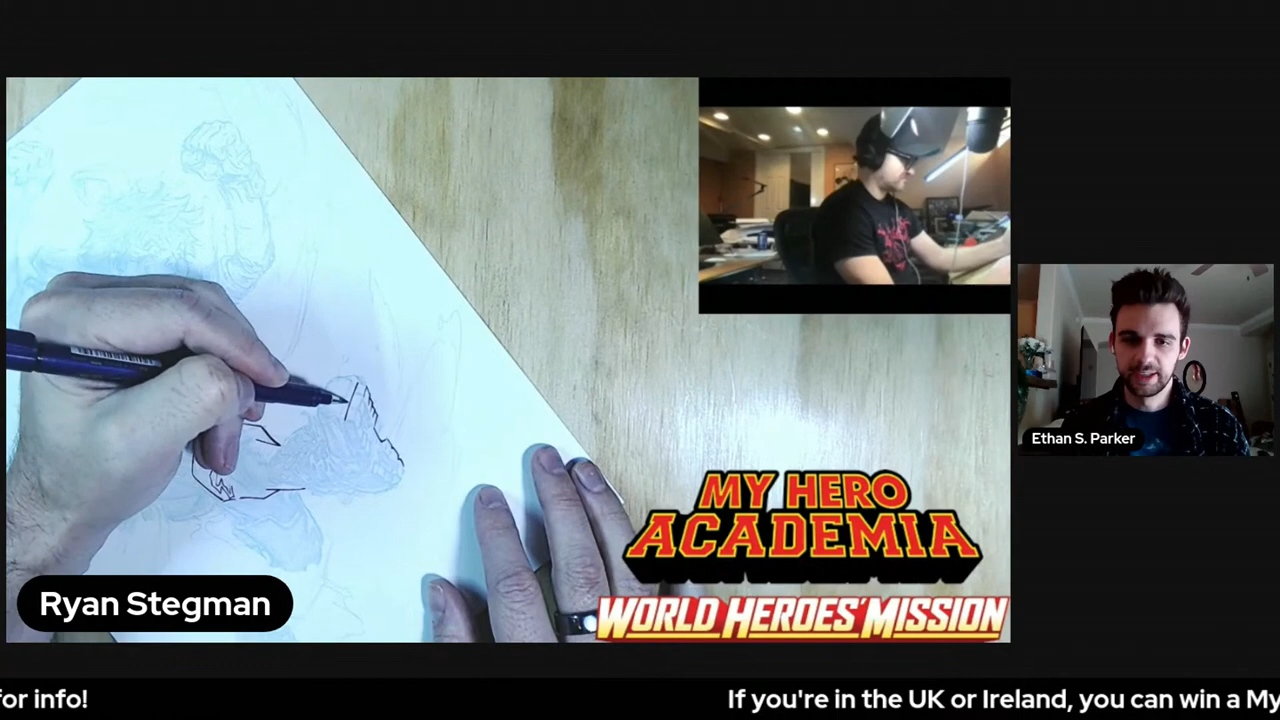 Ryan Stegman
MY HERO
ACADEMIA
WORLD HEROES' MISSION
Ethan S. Parker
for info!
If you're in the UK or Ireland, you can win a My